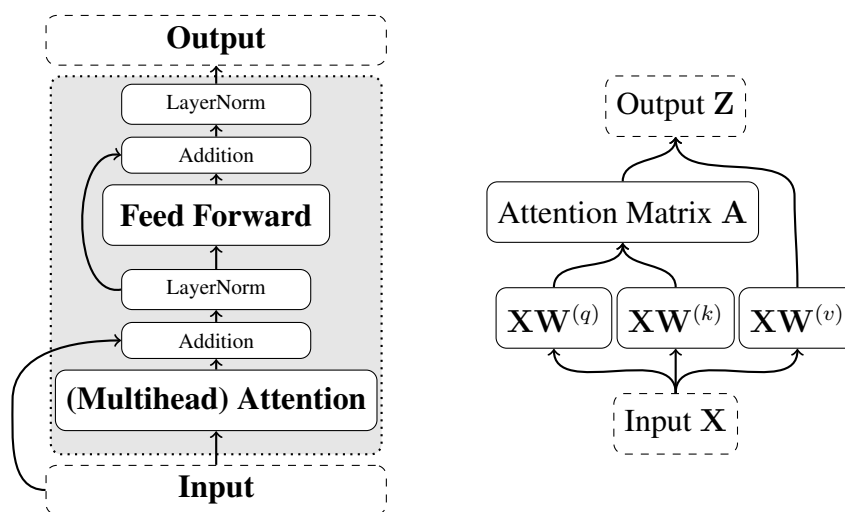 Output
LayerNorm
Addition
Feed Forward
LayerNorm
Addition
(Multihead) Attention
Input
Output Z
Attention Matrix A
XW^(q) XW^(k) XW^(v)
Input X